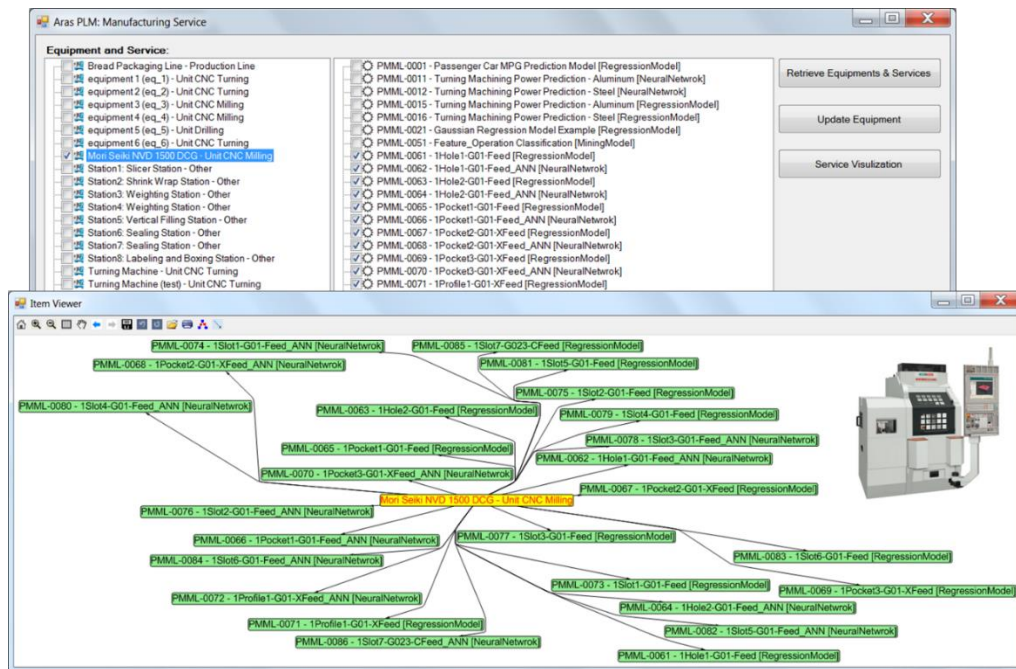 Aras PLM: Manufacturing Service
Equipment and Service:
Bread Packaging Line - Production Line
equipment 1 (eq_1) - Unit CNC Turning
equipment 2 (eq_2) - Unit CNC Turning
equipment 3 (eq_3) - Unit CNC Milling
equipment 4 (eq_4) - Unit CNC Milling
equipment 5 (eq_5) - Unit Drilling
equipment 6 (eq_6) - Unit CNC Turning
Mori Seiki NVD 1500 DCG - Unit CNC Milling
Station1: Slicer Station - Other
Station2: Shrink Wrap Station - Other
Station3: Weighting Station - Other
Station4: Weighting Station - Other
Station5: Vertical Filling Station - Other
Station6: Sealing Station - Other
Station7: Sealing Station - Other
Station8: Labeling and Boxing Station - Other
Turning Machine - Unit CNC Turning
Turning Machine (test) - Unit CNC Turning
PMML-0001 - Passenger Car MPG Prediction Model [RegressionModel]
PMML-0011 - Turning Machining Power Prediction - Aluminum [NeuralNetwrok]
PMML-0012 - Turning Machining Power Prediction - Steel [NeuralNetwrok]
PMML-0015 - Turning Machining Power Prediction - Aluminum [RegressionModel]
PMML-0016 - Turning Machining Power Prediction - Steel [RegressionModel]
PMML-0021 - Gaussian Regression Model Example [RegressionModel]
PMML-0051 - Feature_Operation Classification [MiningModel]
PMML-0061 - 1Hole1-G01-Feed [RegressionModel]
PMML-0062 - 1Hole1-G01-Feed_ANN [NeuralNetwrok]
PMML-0063 - 1Hole2-G01-Feed [RegressionModel]
PMML-0064 - 1Hole2-G01-Feed_ANN [NeuralNetwrok]
PMML-0065 - 1Pocket1-G01-Feed [RegressionModel]
PMML-0066 - 1Pocket1-G01-Feed_ANN [NeuralNetwrok]
PMML-0067 - 1Pocket2-G01-XFeed [RegressionModel]
PMML-0068 - 1Pocket2-G01-XFeed_ANN [NeuralNetwrok]
PMML-0069 - 1Pocket3-G01-XFeed [RegressionModel]
PMML-0070 - 1Pocket3-G01-XFeed_ANN [NeuralNetwrok]
PMML-0071 - 1Profile1-G01-XFeed [RegressionModel]
Retrieve Equipments & Services
Update Equipment
Service Visulization
Item Viewer
PMML-0074 - 1Slot1-G01-Feed_ANN [NeuralNetwrok]
PMML-0085 - 1Slot7-G023-CFeed [RegressionModel]
PMML-0068 - 1Pocket2-G01-XFeed_ANN [NeuralNetwrok]
PMML-0081 - 1Slot5-G01-Feed [RegressionModel]
PMML-0075 - 1Slot2-G01-Feed [RegressionModel]
PMML-0080 - 1Slot4-G01-Feed_ANN [NeuralNetwrok]
PMML-0063 - 1Hole2-G01-Feed [RegressionModel]
PMML-0079 - 1Slot4-G01-Feed [RegressionModel]
PMML-0078 - 1Slot3-G01-Feed_ANN [NeuralNetwrok]
PMML-0065 - 1Pocket1-G01-Feed [RegressionModel]
PMML-0062 - 1Hole1-G01-Feed_ANN [NeuralNetwrok]
PMML-0070 - 1Pocket3-G01-XFeed_ANN [NeuralNetwrok]
PMML-0067 - 1Pocket2-G01-XFeed [RegressionModel]
Mori Seiki NVD 1500 DCG - Unit CNC Milling
PMML-0076 - 1Slot2-G01-Feed_ANN [NeuralNetwrok]
PMML-0066 - 1Pocket1-G01-Feed_ANN [NeuralNetwrok]
PMML-0077 - 1Slot3-G01-Feed [RegressionModel]
PMML-0083 - 1Slot6-G01-Feed [RegressionModel]
PMML-0084 - 1Slot6-G01-Feed_ANN [NeuralNetwrok]
PMML-0073 - 1Slot1-G01-Feed [RegressionModel]
PMML-0069 - 1Pocket3-G01-XFeed [RegressionModel]
PMML-0072 - 1Profile1-G01-XFeed_ANN [NeuralNetwrok]
PMML-0064 - 1Hole2-G01-Feed_ANN [NeuralNetwrok]
PMML-0071 - 1Profile1-G01-XFeed [RegressionModel]
PMML-0082 - 1Slot5-G01-Feed_ANN [NeuralNetwrok]
PMML-0086 - 1Slot7-G023-CFeed_ANN [NeuralNetwrok]
PMML-0061 - 1Hole1-G01-Feed [RegressionModel]